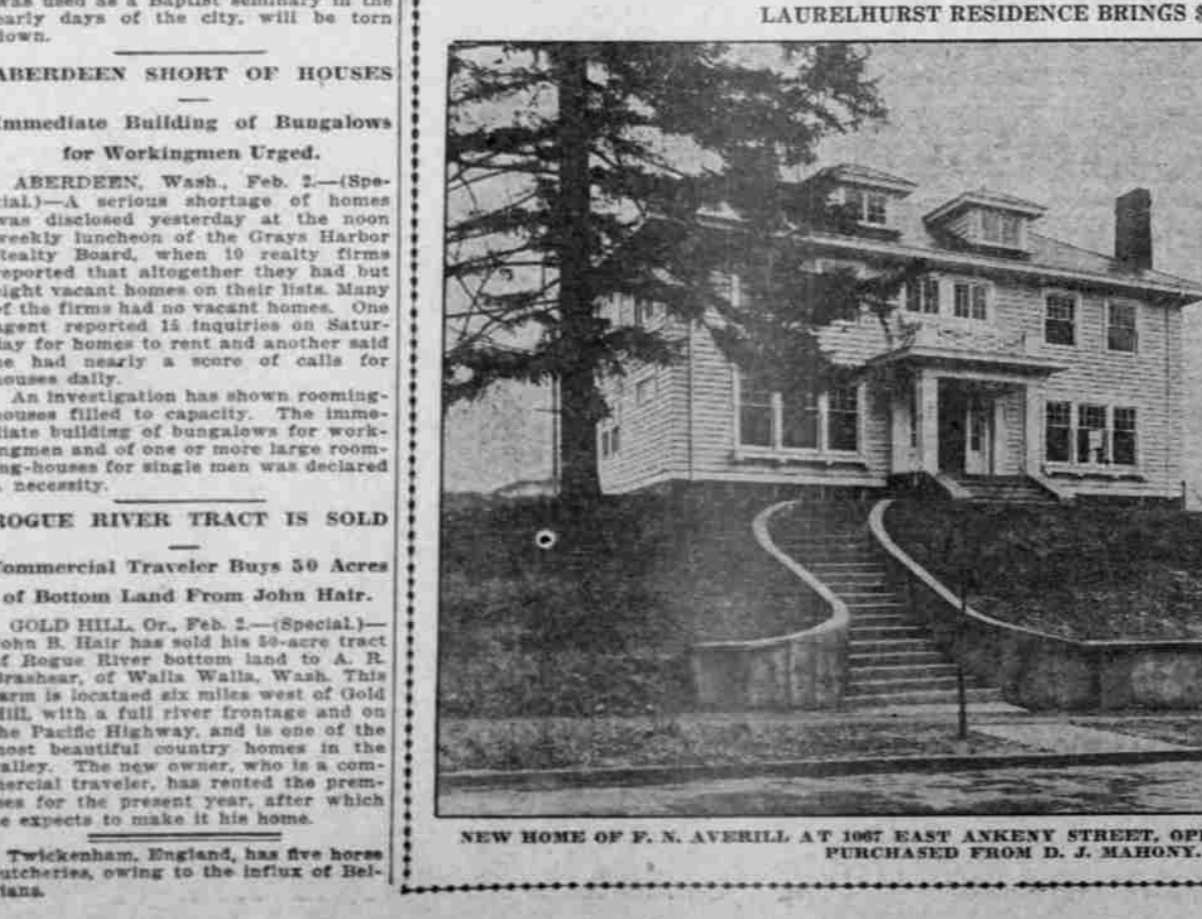 was used as a Baptist seminary in the
early days of the city, will be torn
down.
ABERDEEN SHORT OF HOUSES
Immediate Building of Bungalows
for Workingmen Urged.
ABERDEEN, Wash., Feb. 2.—(Spe-
cial.)—A serious shortage of homes
was disclosed yesterday at the noon
weekly luncheon of the Grays Harbor
Realty Board, when 10 realty firms
reported that altogether they had but
eight vacant homes on their lists. Many
of the firms had no vacant homes. One
agent reported 15 inquiries on Satur-
day for homes to rent and another said
he had nearly a score of calls for
houses daily.
An investigation has shown rooming-
houses filled to capacity. The imme-
diate building of bungalows for work-
ingmen and of one or more large room-
ing-houses for single men was declared
a necessity.
ROGUE RIVER TRACT IS SOLD
Commercial Traveler Buys 50 Acres
of Bottom Land From John Hair.
GOLD HILL, Or., Feb. 2.—(Special.)—
John B. Hair has sold his 50-acre tract
of Rogue River bottom land to A. R.
Brashear, of Walla Walla, Wash. This
farm is locataed six miles west of Gold
Hill, with a full river frontage and on
the Pacific Highway, and is one of the
most beautiful country homes in the
valley. The new owner, who is a com-
mercial traveler, has rented the prem-
ises for the present year, after which
he expects to make it his home.
Twickenham, England, has five horse
butcheries, owing to the influx of Bel-
gians.
LAURELHURST RESIDENCE BRINGS
NEW HOME OF F. N. AVERILL AT 1067 EAST ANKENY STREET,
PURCHASED FROM D. J. MAHONY.